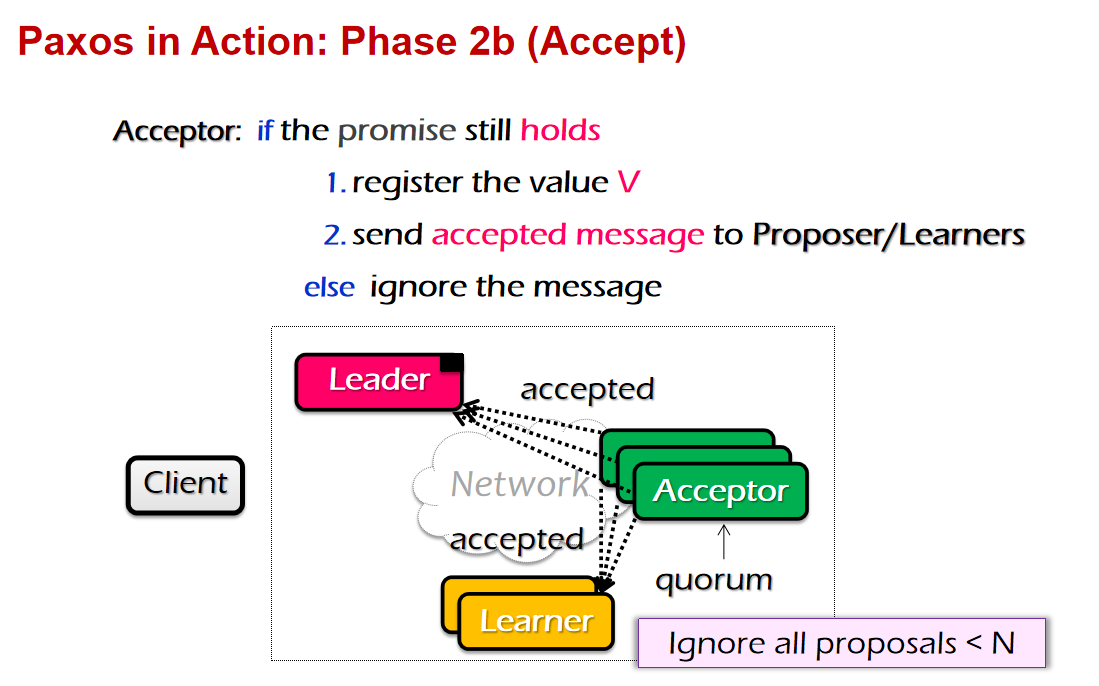 Paxos in Action: Phase 2b (Accept)
Acceptor: if the promise still holds
1. register the value V
2. send accepted message to Proposer/Learners
else ignore the message
Leader
accepted
Client
Network
Acceptor
accepted
quorum
Learner
Ignore all proposals < N